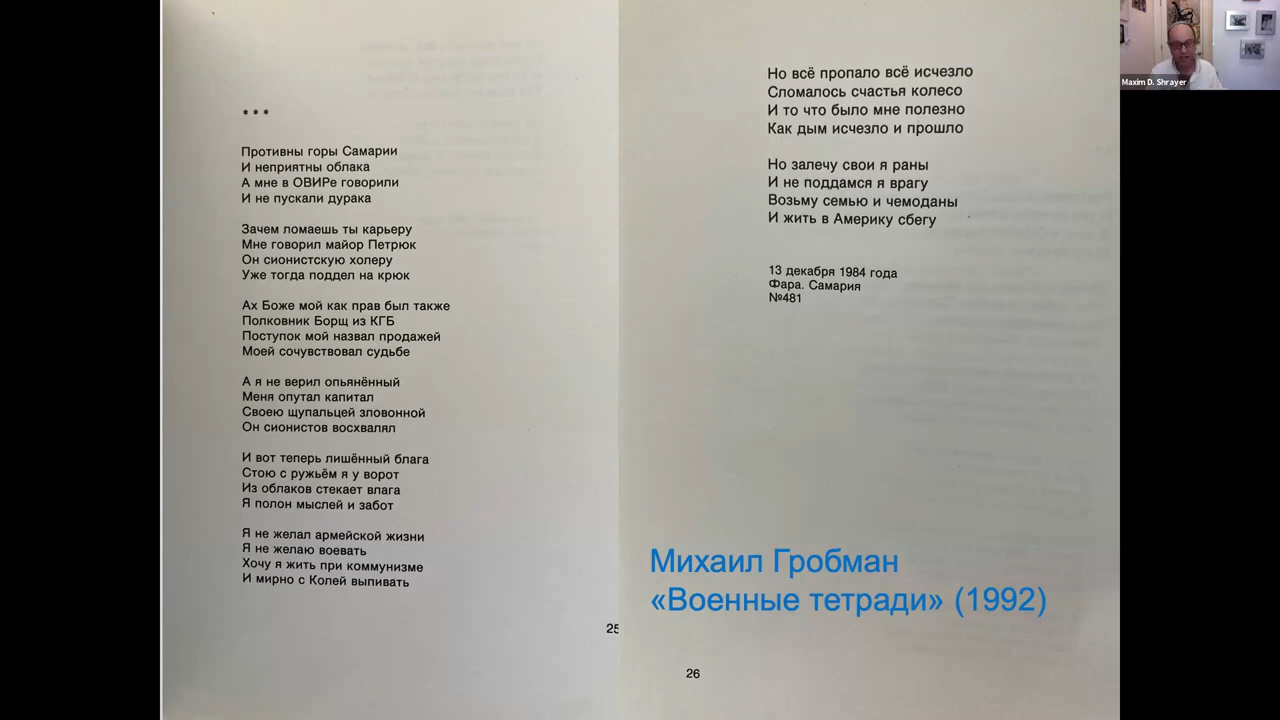 * * *
Противны горы Самарии
И неприятны облака
А мне в ОВИРе говорили
И не пускали дурака
Зачем ломаешь ты карьеру
Мне говорил майор Петрюк
Он сионистскую холеру
Уже тогда поддел на крюк
Ах Боже мой как прав был также
Полковник Борщ из КГБ
Поступок мой назвал продажей
Моей сочувствовал судьбе
А я не верил опьянённый
Меня опутал капитал
Своею щупальцей зловонной
Он сионистов восхвалял
И вот теперь лишённый блага
Стою с ружьём я у ворот
Из облаков стекает влага
Я полон мыслей и забот
Я не желал армейской жизни
Я не желаю воевать
Хочу я жить при коммунизме
И мирно с Колей выпивать
25
Но всё пропало всё исчезло
Сломалось счастья колесо
И то что было мне полезно
Как дым исчезло и прошло
Но залечу свои я раны
И не поддамся я врагу
Возьму семью и чемоданы
И жить в Америку сбегу
13 декабря 1984 года
Фара. Самария
№481
Михаил Гробман
«Военные тетради» (1992)
26
Maxim D. Shrayer